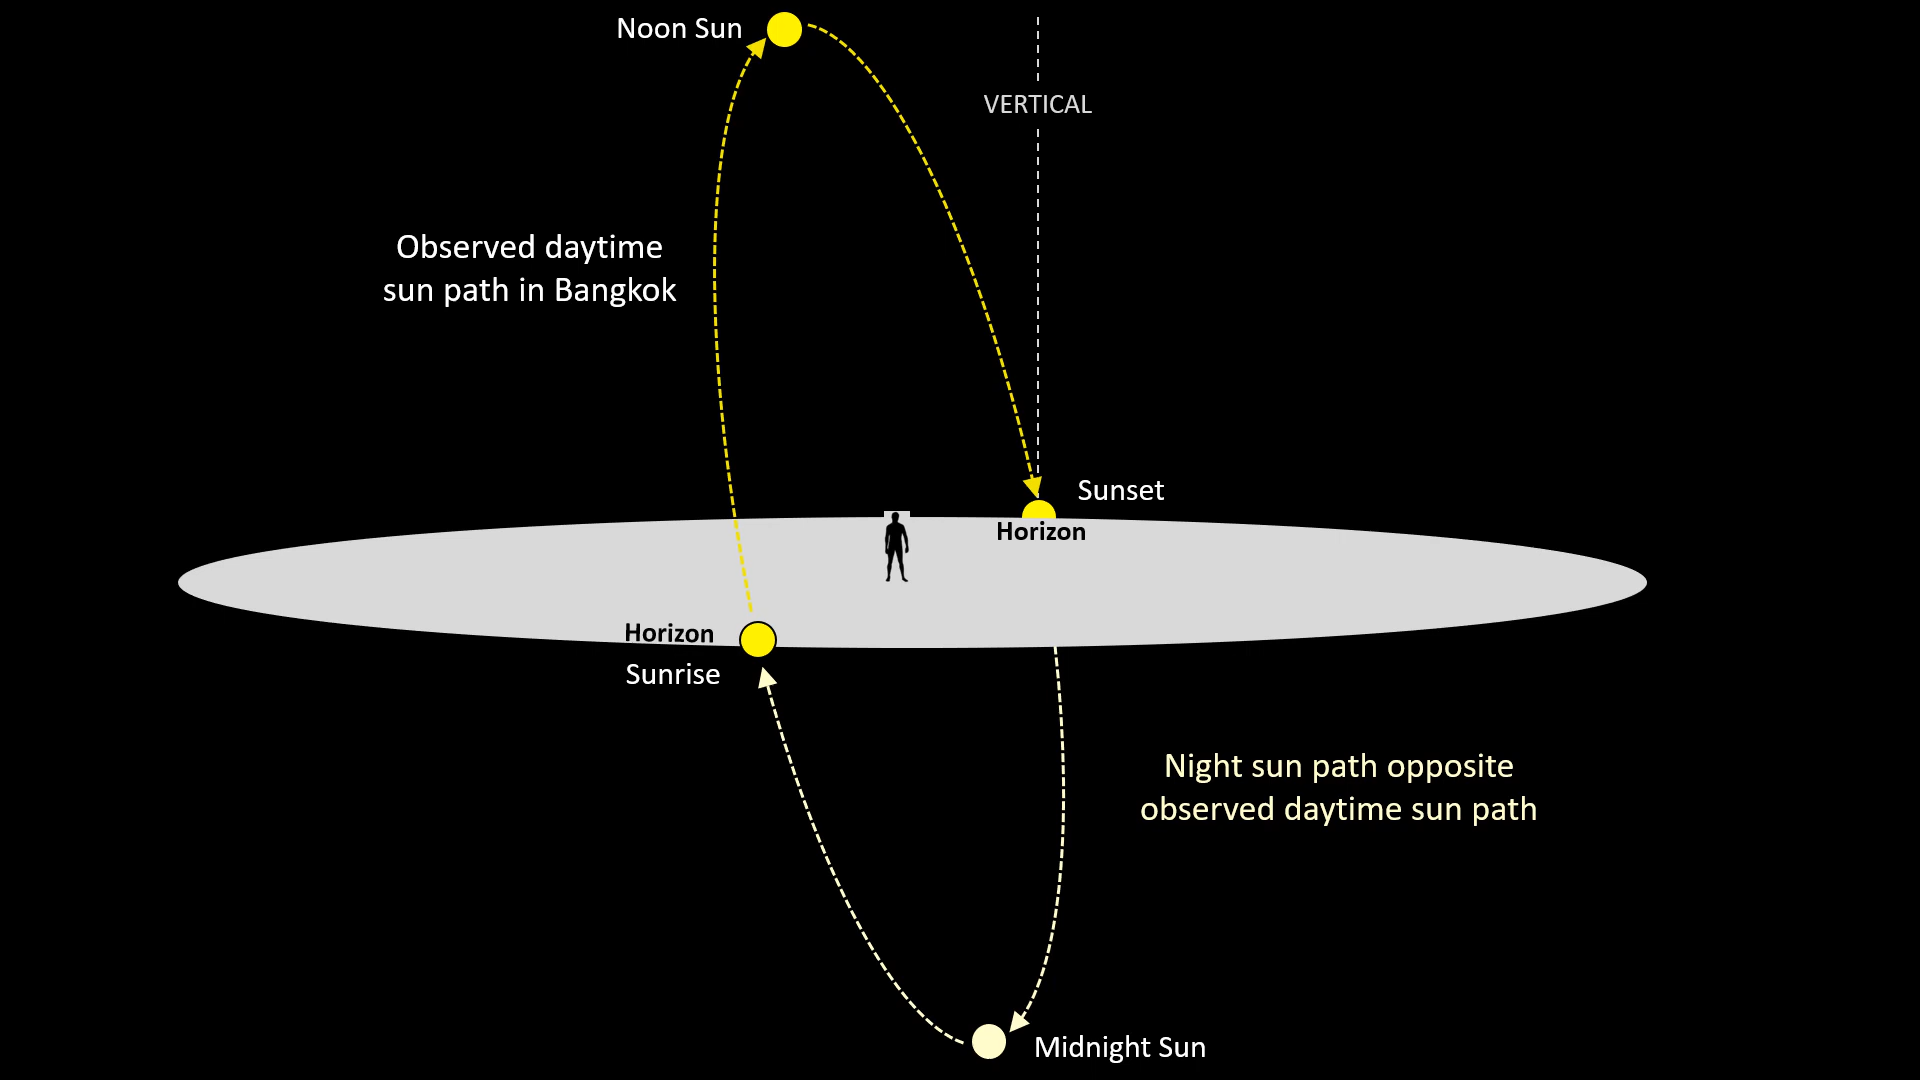 Noon Sun
VERTICAL
Observed daytime
sun path in Bangkok
Sunset
Horizon
Horizon
Sunrise
Night sun path opposite
observed daytime sun path
Midnight Sun